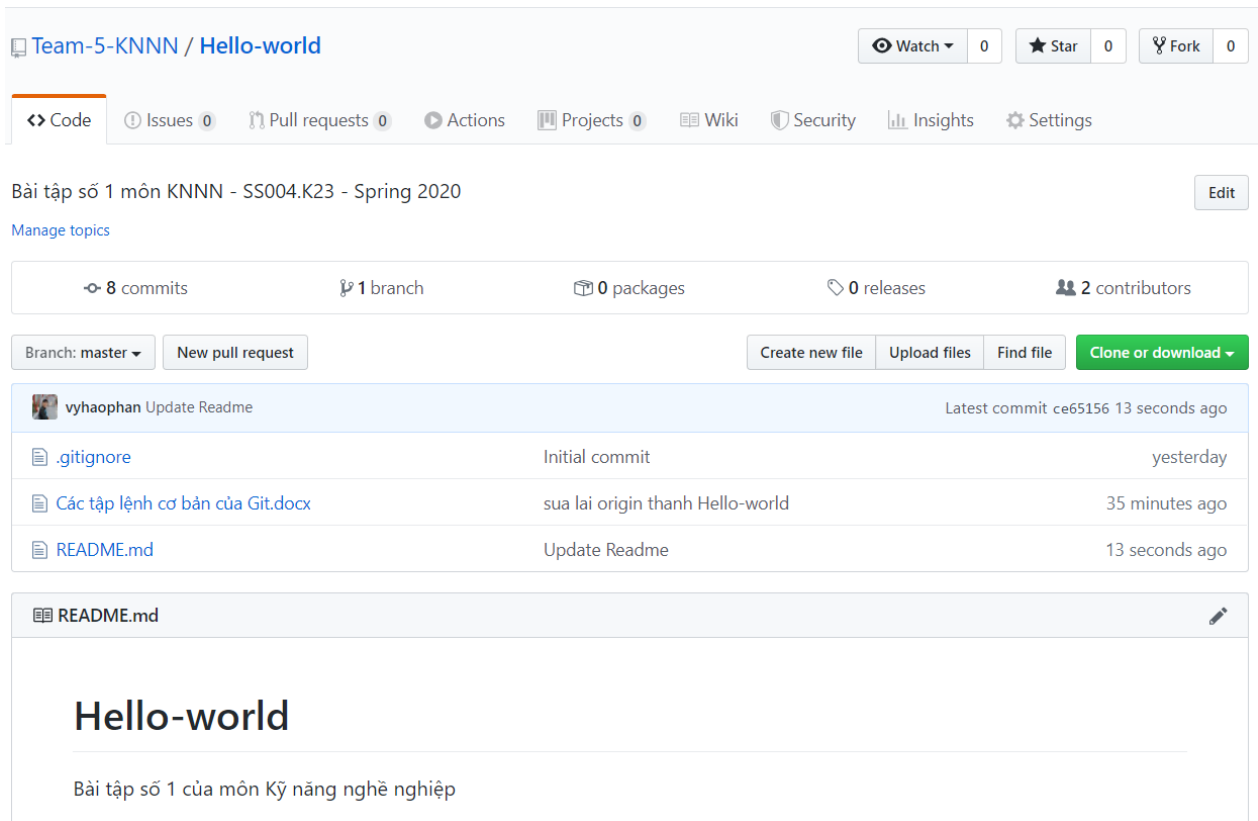 Team-5-KNNN / Hello-world Watch 0 Star 0 Fork 0
Code Issues 0 Pull requests 0 Actions Projects 0 Wiki Security Insights Settings
Bài tập số 1 môn KNNN - SS004.K23 - Spring 2020 Edit
Manage topics
8 commits 1 branch 0 packages 0 releases 2 contributors
Branch: master New pull request Create new file Upload files Find file Clone or download
vyhaophan Update Readme Latest commit ce65156 13 seconds ago
.gitignore Initial commit yesterday
Các tập lệnh cơ bản của Git.docx sua lai origin thanh Hello-world 35 minutes ago
README.md Update Readme 13 seconds ago
README.md
Hello-world
Bài tập số 1 của môn Kỹ năng nghề nghiệp